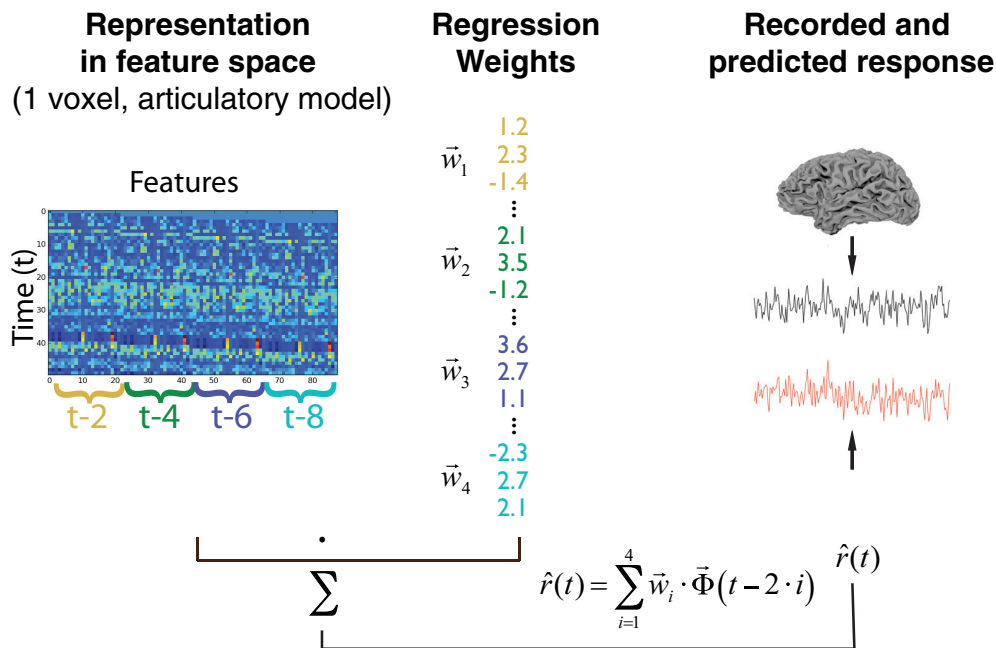 Representation
in feature space
(1 voxel, articulatory model)
Regression
Weights
Recorded and
predicted response
Features
Time (t)
0
10
20
30
40
0 10 20 30 40 50 60 70 80
t-2 t-4 t-6 t-8
w⃗₁
1.2
2.3
-1.4
⋮
w⃗₂
2.1
3.5
-1.2
⋮
w⃗₃
3.6
2.7
1.1
⋮
w⃗₄
-2.3
2.7
2.1
·
∑
r̂(t) = ∑_{i=1}^{4} w⃗ᵢ · Φ⃗(t − 2 · i)
r̂(t)